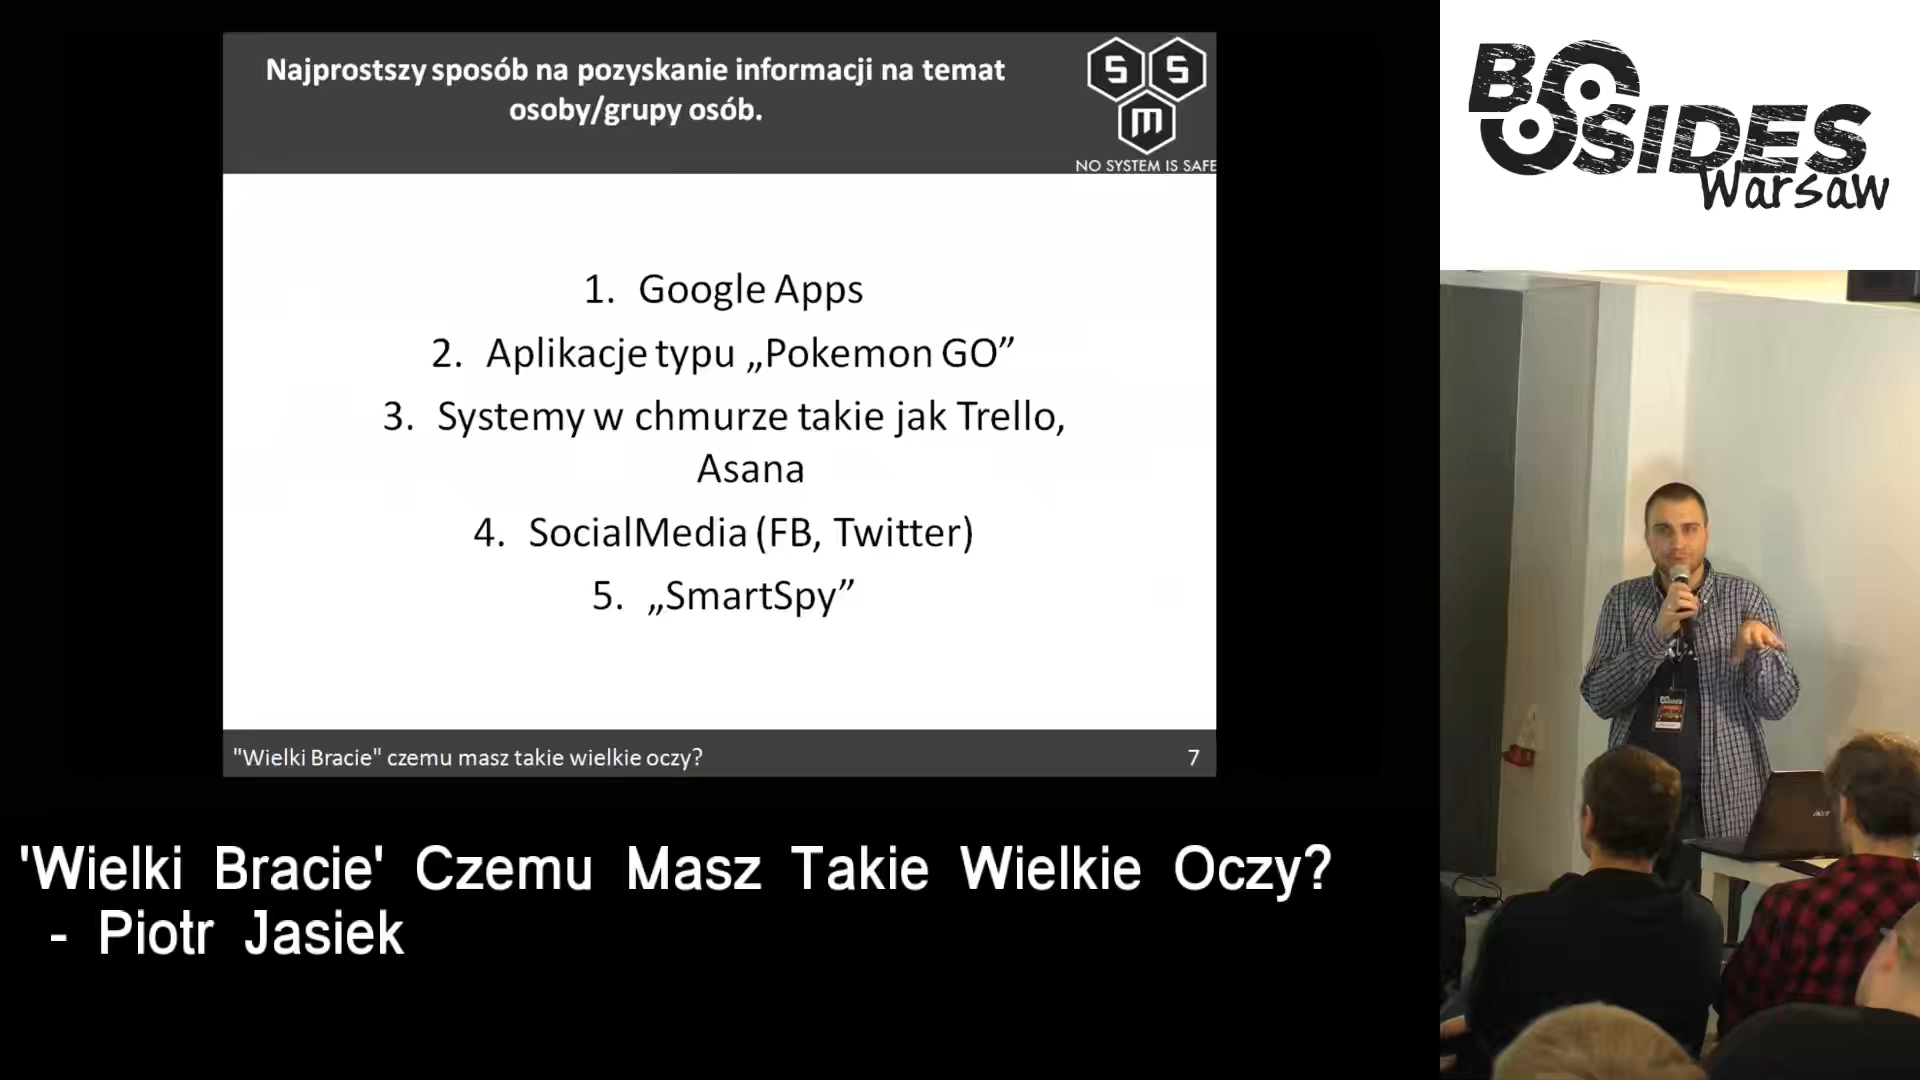 Najprostszy sposób na pozyskanie informacji na temat
osoby/grupy osób.
S S
m
NO SYSTEM IS SAFE
1. Google Apps
2. Aplikacje typu „Pokemon GO”
3. Systemy w chmurze takie jak Trello,
Asana
4. SocialMedia (FB, Twitter)
5. „SmartSpy”
"Wielki Bracie" czemu masz takie wielkie oczy?
7
'Wielki Bracie' Czemu Masz Takie Wielkie Oczy?
- Piotr Jasiek
BSIDES
Warsaw
acer